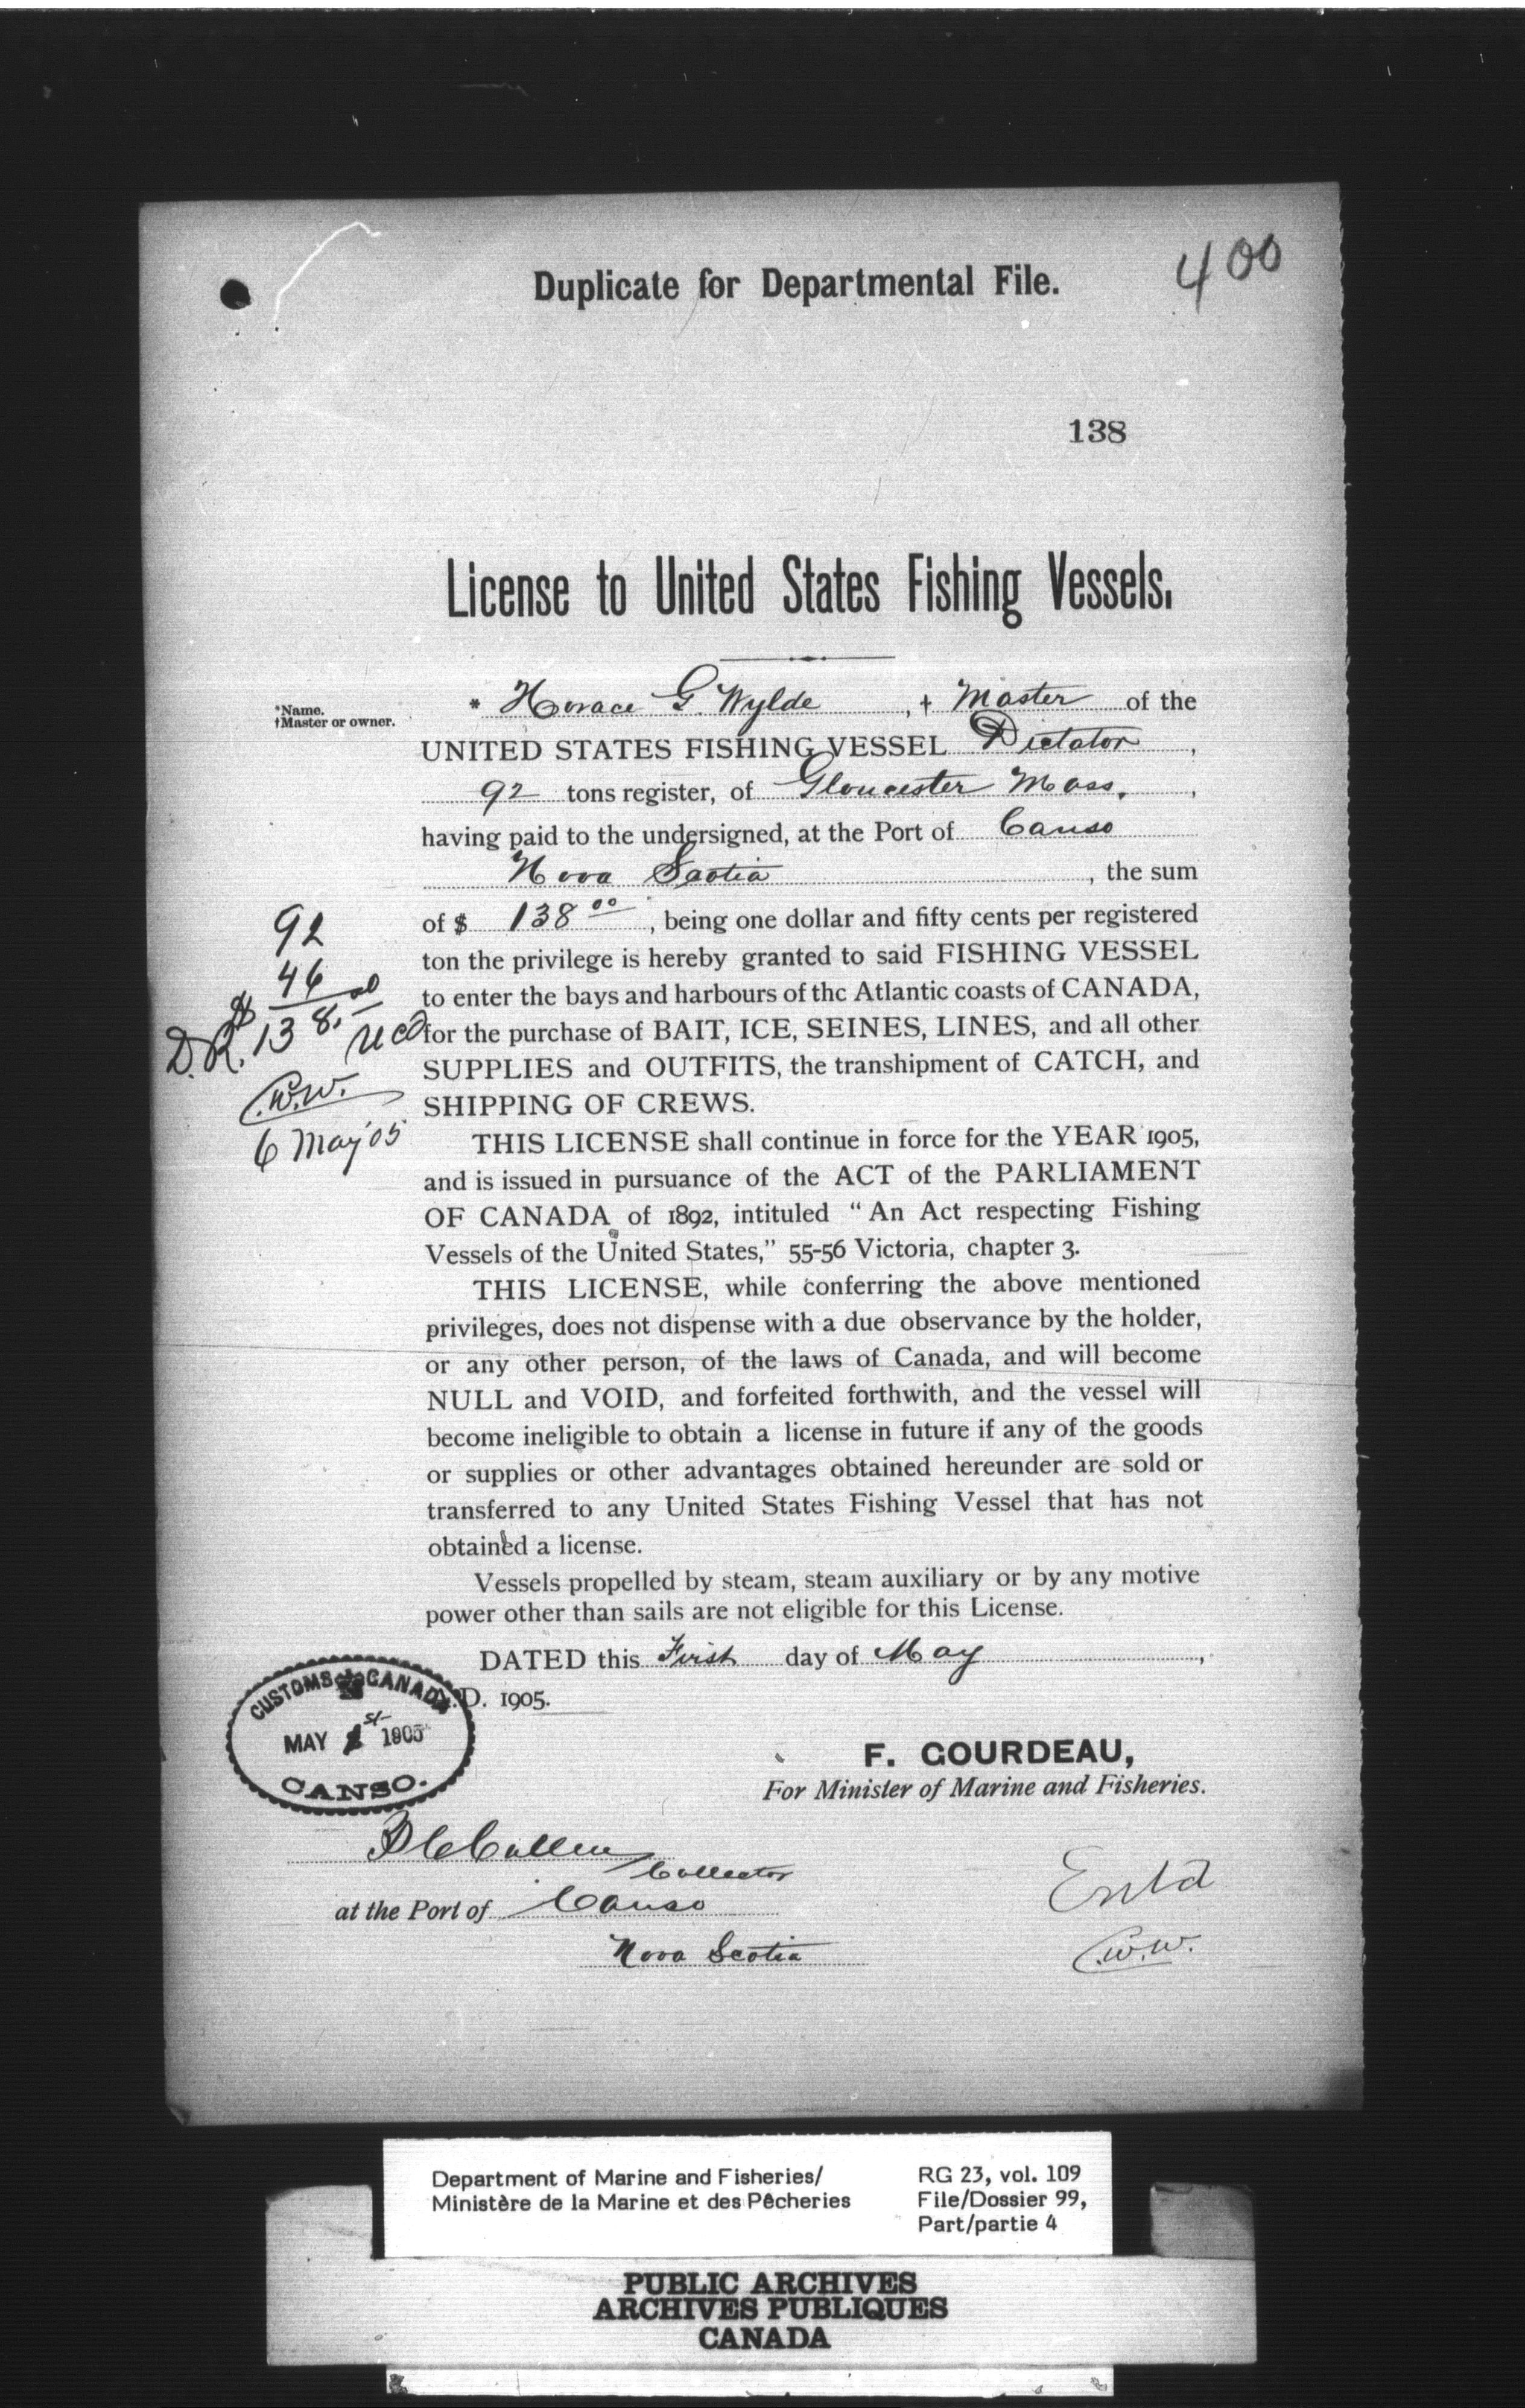 Duplicate for Departmental File.
400
138
License to United States Fishing Vessels.
*Name.
†Master or owner.
* Horace G. Wylde, † Master of the
UNITED STATES FISHING VESSEL Dictator,
92 tons register, of Gloucester Mass.,
having paid to the undersigned, at the Port of Canso
Nova Scotia, the sum
of $ 138 00, being one dollar and fifty cents per registered
ton the privilege is hereby granted to said FISHING VESSEL
to enter the bays and harbours of the Atlantic coasts of CANADA,
for the purchase of BAIT, ICE, SEINES, LINES, and all other
SUPPLIES and OUTFITS, the transhipment of CATCH, and
SHIPPING OF CREWS.
92
46
$ 138.00
D.R. rec'd
C.W.W.
6 May '05
THIS LICENSE shall continue in force for the YEAR 1905,
and is issued in pursuance of the ACT of the PARLIAMENT
OF CANADA of 1892, intituled “An Act respecting Fishing
Vessels of the United States,” 55-56 Victoria, chapter 3.
THIS LICENSE, while conferring the above mentioned
privileges, does not dispense with a due observance by the holder,
or any other person, of the laws of Canada, and will become
NULL and VOID, and forfeited forthwith, and the vessel will
become ineligible to obtain a license in future if any of the goods
or supplies or other advantages obtained hereunder are sold or
transferred to any United States Fishing Vessel that has not
obtained a license.
Vessels propelled by steam, steam auxiliary or by any motive
power other than sails are not eligible for this License.
DATED this First day of May,
A.D. 1905.
CUSTOMS CANADA
MAY 1st 1905
CANSO.
F. GOURDEAU,
For Minister of Marine and Fisheries.
Collector
at the Port of Canso
Nova Scotia
Ent'd
C.W.W.
Department of Marine and Fisheries/
Ministère de la Marine et des Pêcheries
RG 23, vol. 109
File/Dossier 99,
Part/partie 4
PUBLIC ARCHIVES
ARCHIVES PUBLIQUES
CANADA